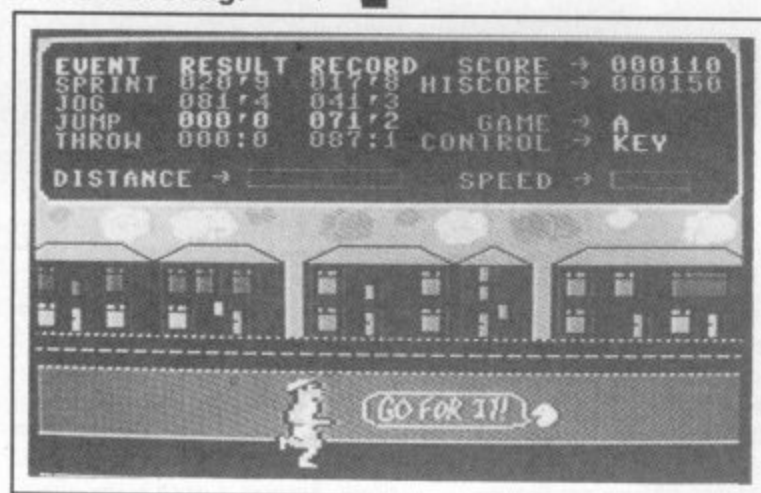 EVENT RESULT RECORD SCORE → 000110
SPRINT 020'9 017'8 HISCORE → 000150
JOG 081'4 041'3
JUMP 000'0 071'2 GAME → A
THROW 000:0 087:1 CONTROL → KEY
DISTANCE → SPEED →
GO FOR IT!